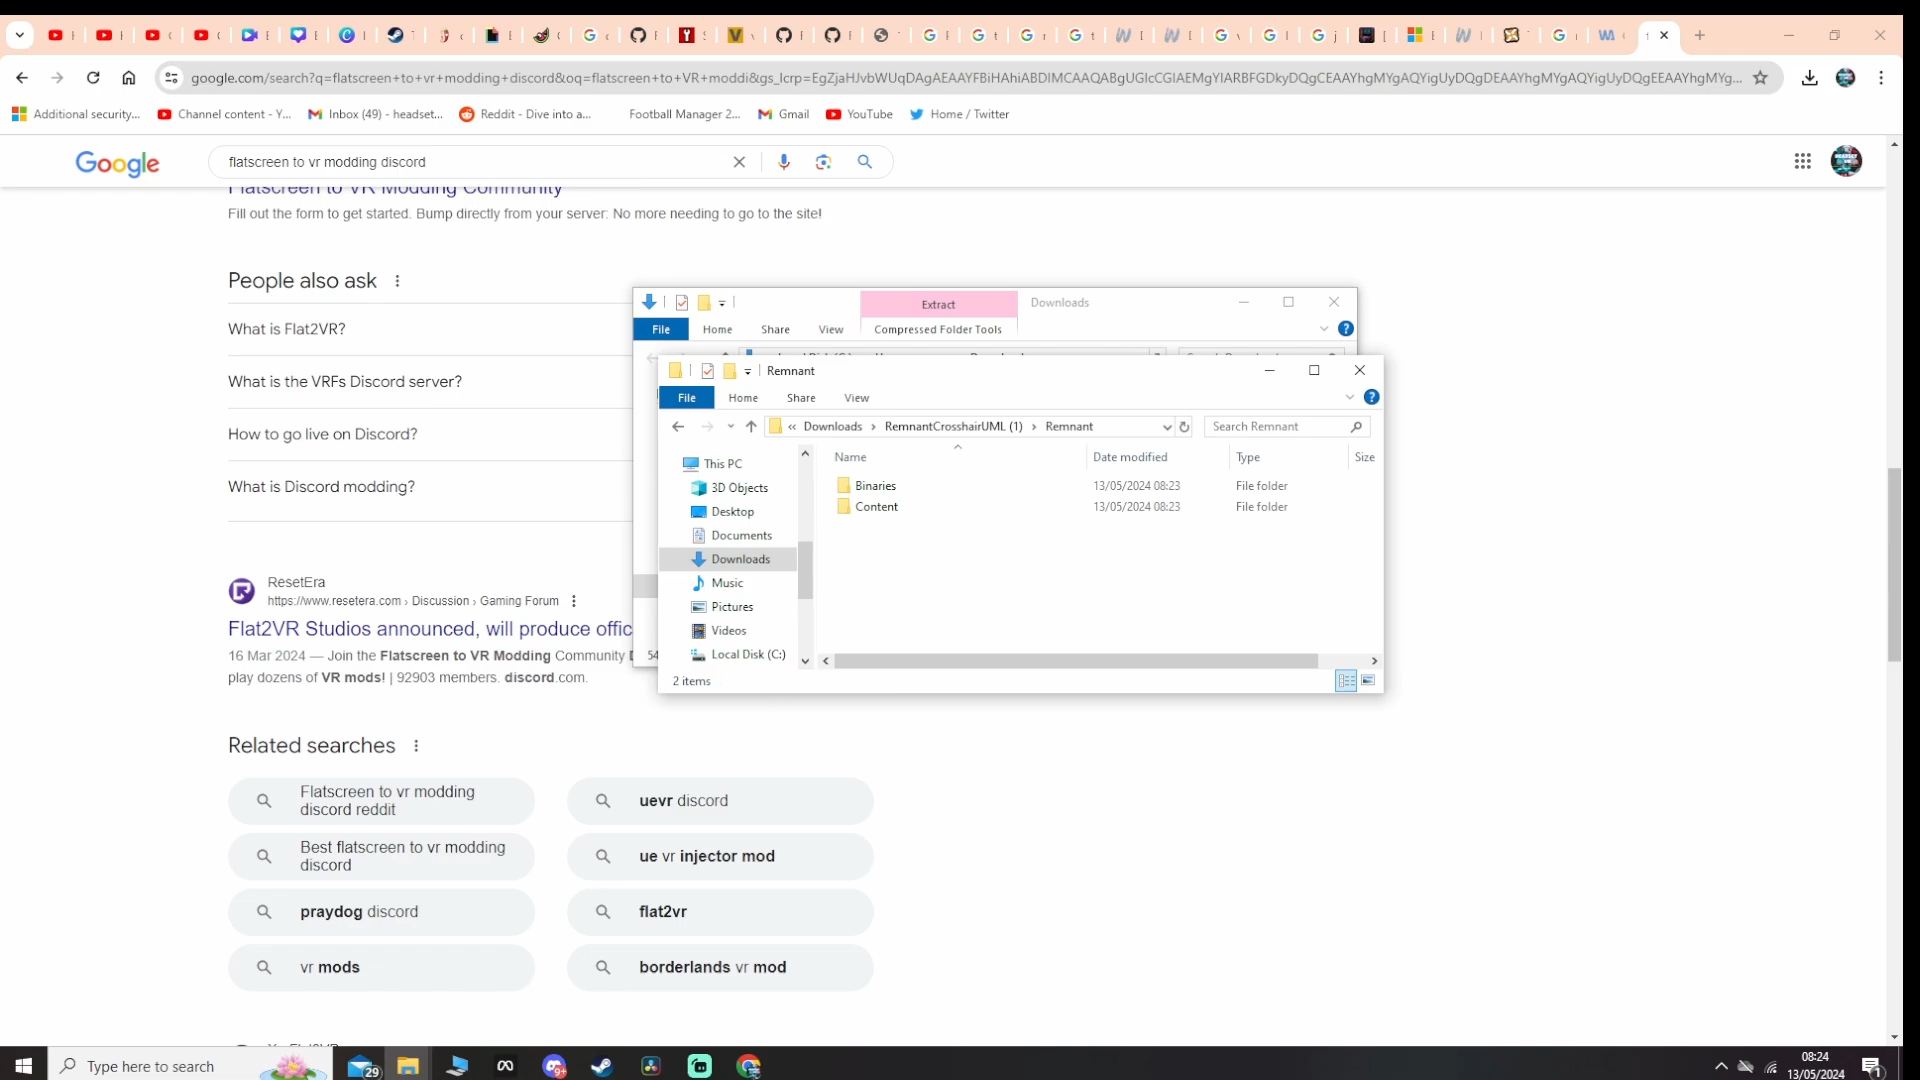 google.com/search?q=flatscreen+to+vr+modding+discord&oq=flatscreen+to+VR+moddi&gs_lcrp=EgZjaHJvbWUqDAgAEAAYFBiHAhiABDIMCAAQABgUGIcCGIAEMgYIARBFGDkyDQgCEAAYhgMYgAQYigUyDQgDEAAYhgMYgAQYigUyDQgEEAAYhgMYg...
Additional security...
Channel content - Y...
Inbox (49) - headset...
Reddit - Dive into a...
Football Manager 2...
Gmail
YouTube
Home / Twitter
Google
flatscreen to vr modding discord
Flatscreen to VR Modding Community
Fill out the form to get started. Bump directly from your server: No more needing to go to the site!
People also ask
What is Flat2VR?
What is the VRFs Discord server?
How to go live on Discord?
What is Discord modding?
ResetEra
https://www.resetera.com › Discussion › Gaming Forum
Flat2VR Studios announced, will produce offic
16 Mar 2024 — Join the Flatscreen to VR Modding Community D
play dozens of VR mods! | 92903 members. discord.com.
Related searches
Flatscreen to vr modding
discord reddit
uevr discord
Best flatscreen to vr modding
discord
ue vr injector mod
praydog discord
flat2vr
vr mods
borderlands vr mod
Extract
Downloads
File
Home
Share
View
Compressed Folder Tools
54
Remnant
File
Home
Share
View
« Downloads › RemnantCrosshairUML (1) › Remnant
Search Remnant
This PC
3D Objects
Desktop
Documents
Downloads
Music
Pictures
Videos
Local Disk (C:)
Name
Date modified
Type
Size
Binaries
13/05/2024 08:23
File folder
Content
13/05/2024 08:23
File folder
2 items
Type here to search
29
9+
08:24
13/05/2024
1